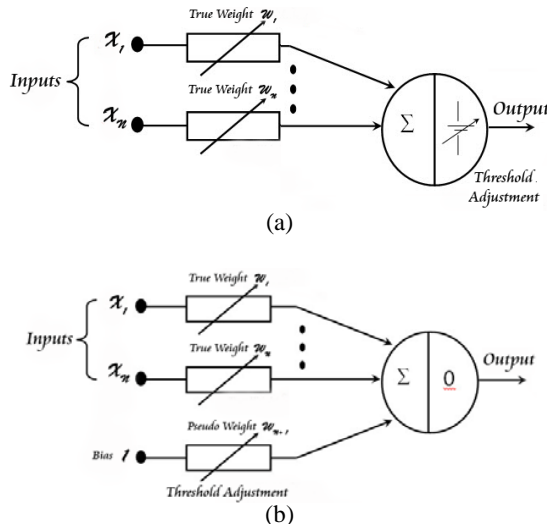 True Weight w₁
x₁
Inputs
True Weight wₙ
xₙ
Σ
Output
Threshold
Adjustment
(a)
True Weight w₁
x₁
Inputs
True Weight wₙ
xₙ
Σ
0
Output
Pseudo Weight wₙ₊₁
Bias 1
Threshold Adjustment
(b)